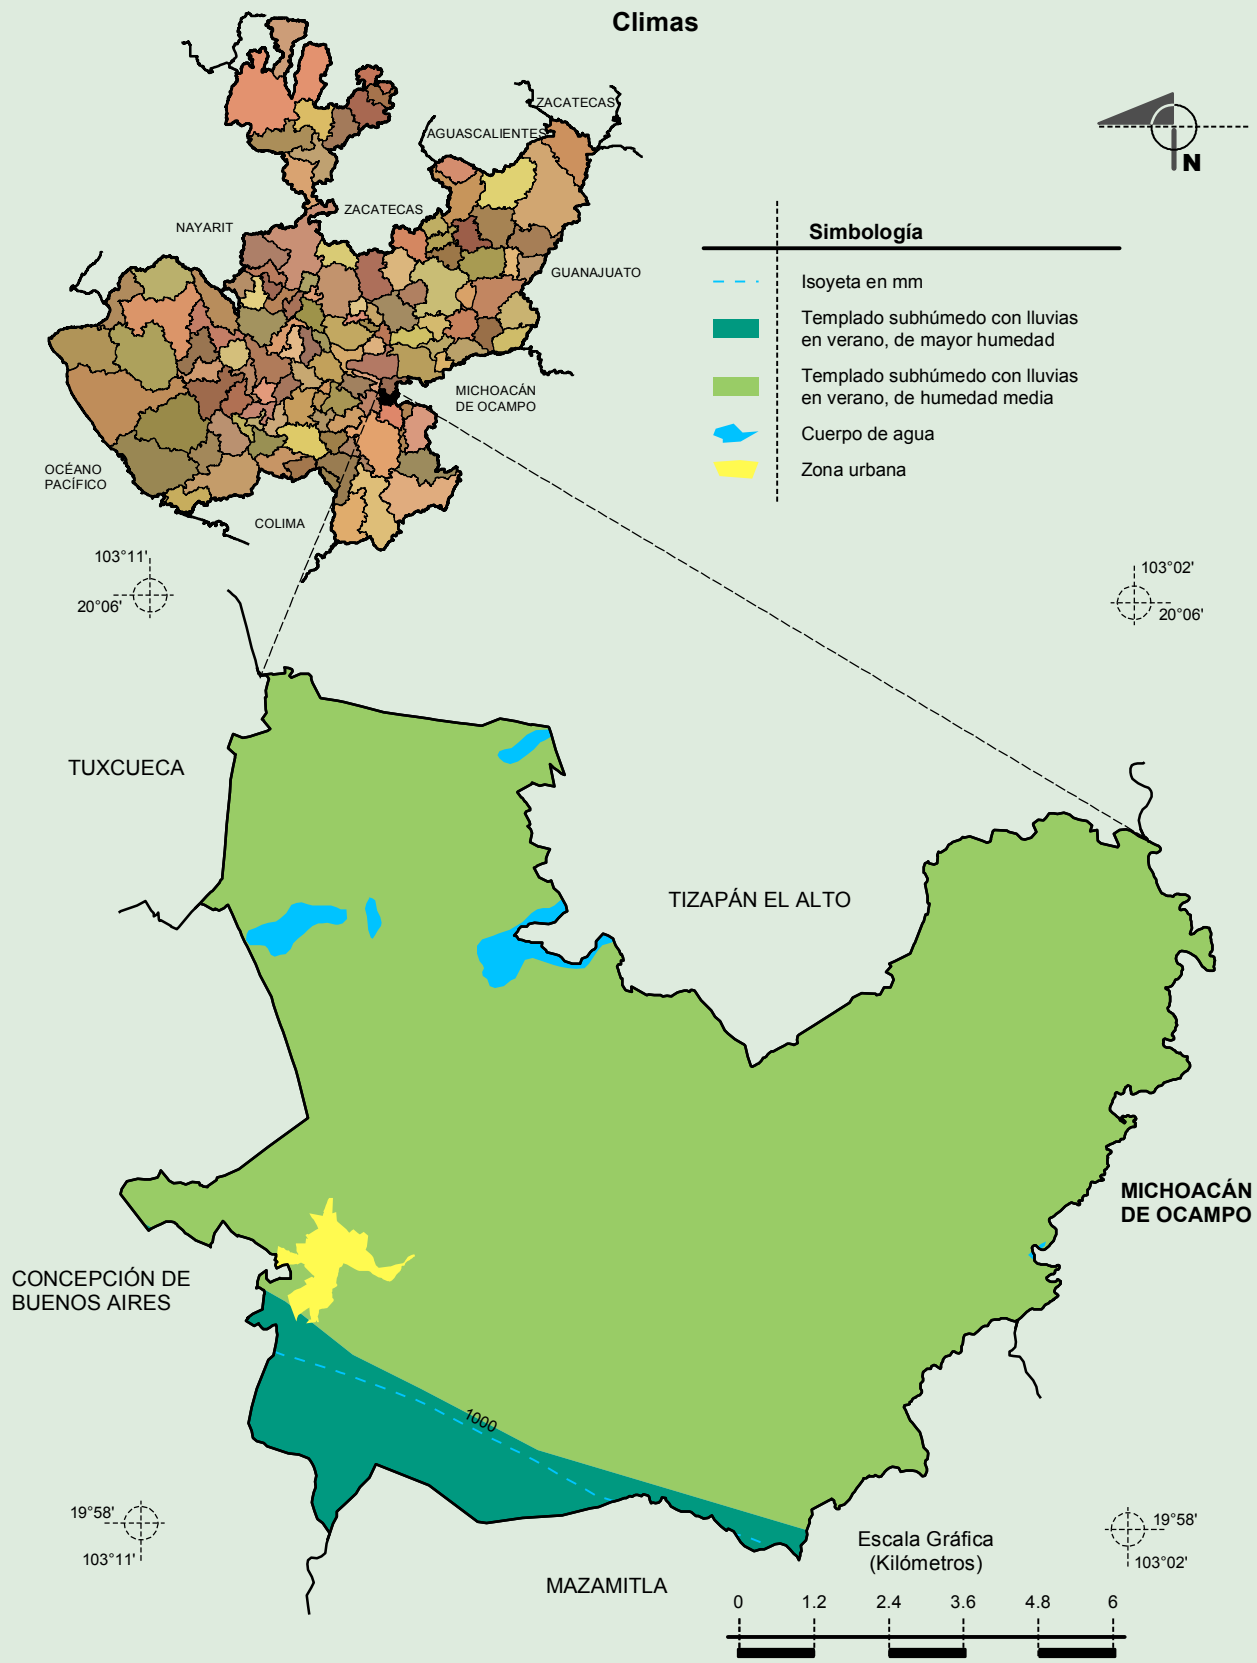 Climas
ZACATECAS
AGUASCALIENTES
NAYARIT
ZACATECAS
GUANAJUATO
MICHOACÁN
DE OCAMPO
OCÉANO
PACÍFICO
COLIMA
N
Simbología
Isoyeta en mm
Templado subhúmedo con lluvias
en verano, de mayor humedad
Templado subhúmedo con lluvias
en verano, de humedad media
Cuerpo de agua
Zona urbana
103°11'
20°06'
103°02'
20°06'
TUXCUECA
TIZAPÁN EL ALTO
MICHOACÁN
DE OCAMPO
CONCEPCIÓN DE
BUENOS AIRES
1000
19°58'
103°11'
19°58'
103°02'
MAZAMITLA
Escala Gráfica
(Kilómetros)
0 1.2 2.4 3.6 4.8 6